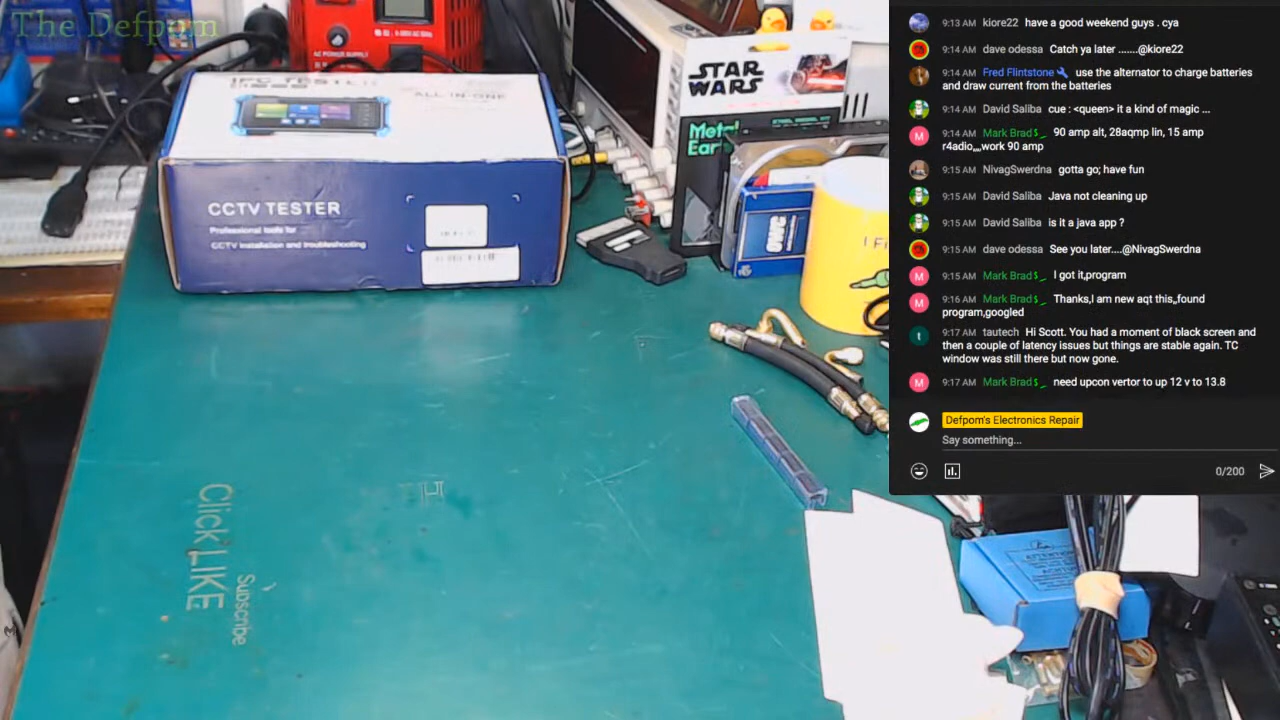 The Defpom
AC POWER SUPPLY
IPC TESTER
ALL IN ONE
CCTV TESTER
Professional tools for
CCTV installation and troubleshooting
STAR
WARS
Metal
Earth
OWC
I Fi
Click LIKE
Subscribe
ATTENTION
9:13 AM kiore22 have a good weekend guys . cya
9:14 AM dave odessa Catch ya later .......@kiore22
9:14 AM Fred Flintstone use the alternator to charge batteries
and draw current from the batteries
9:14 AM David Saliba cue : <queen> it a kind of magic ...
9:14 AM Mark Brad$ 90 amp alt, 28aqmp lin, 15 amp
r4adio,,,,work 90 amp
9:15 AM NivagSwerdna gotta go; have fun
9:15 AM David Saliba Java not cleaning up
9:15 AM David Saliba is it a java app ?
9:15 AM dave odessa See you later....@NivagSwerdna
9:15 AM Mark Brad$ I got it,program
9:16 AM Mark Brad$ Thanks,I am new aqt this,,found
program,googled
t
9:17 AM tautech Hi Scott. You had a moment of black screen and
then a couple of latency issues but things are stable again. TC
window was still there but now gone.
9:17 AM Mark Brad$ need upcon vertor to up 12 v to 13.8
Defpom's Electronics Repair
Say something...
0/200